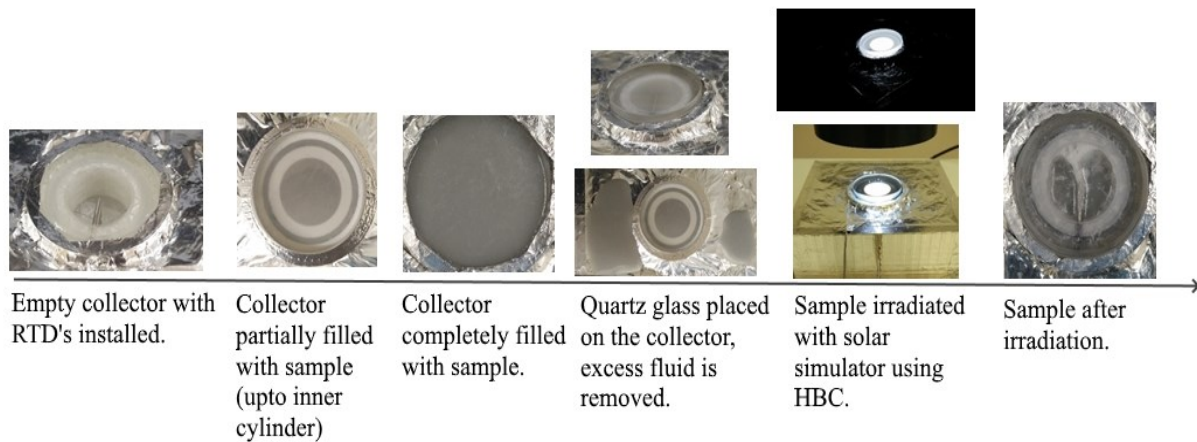 Empty collector with
RTD's installed.
Collector
partially filled
with sample
(upto inner
cylinder)
Collector
completely filled
with sample.
Quartz glass placed
on the collector,
excess fluid is
removed.
Sample irradiated
with solar
simulator using
HBC.
Sample after
irradiation.